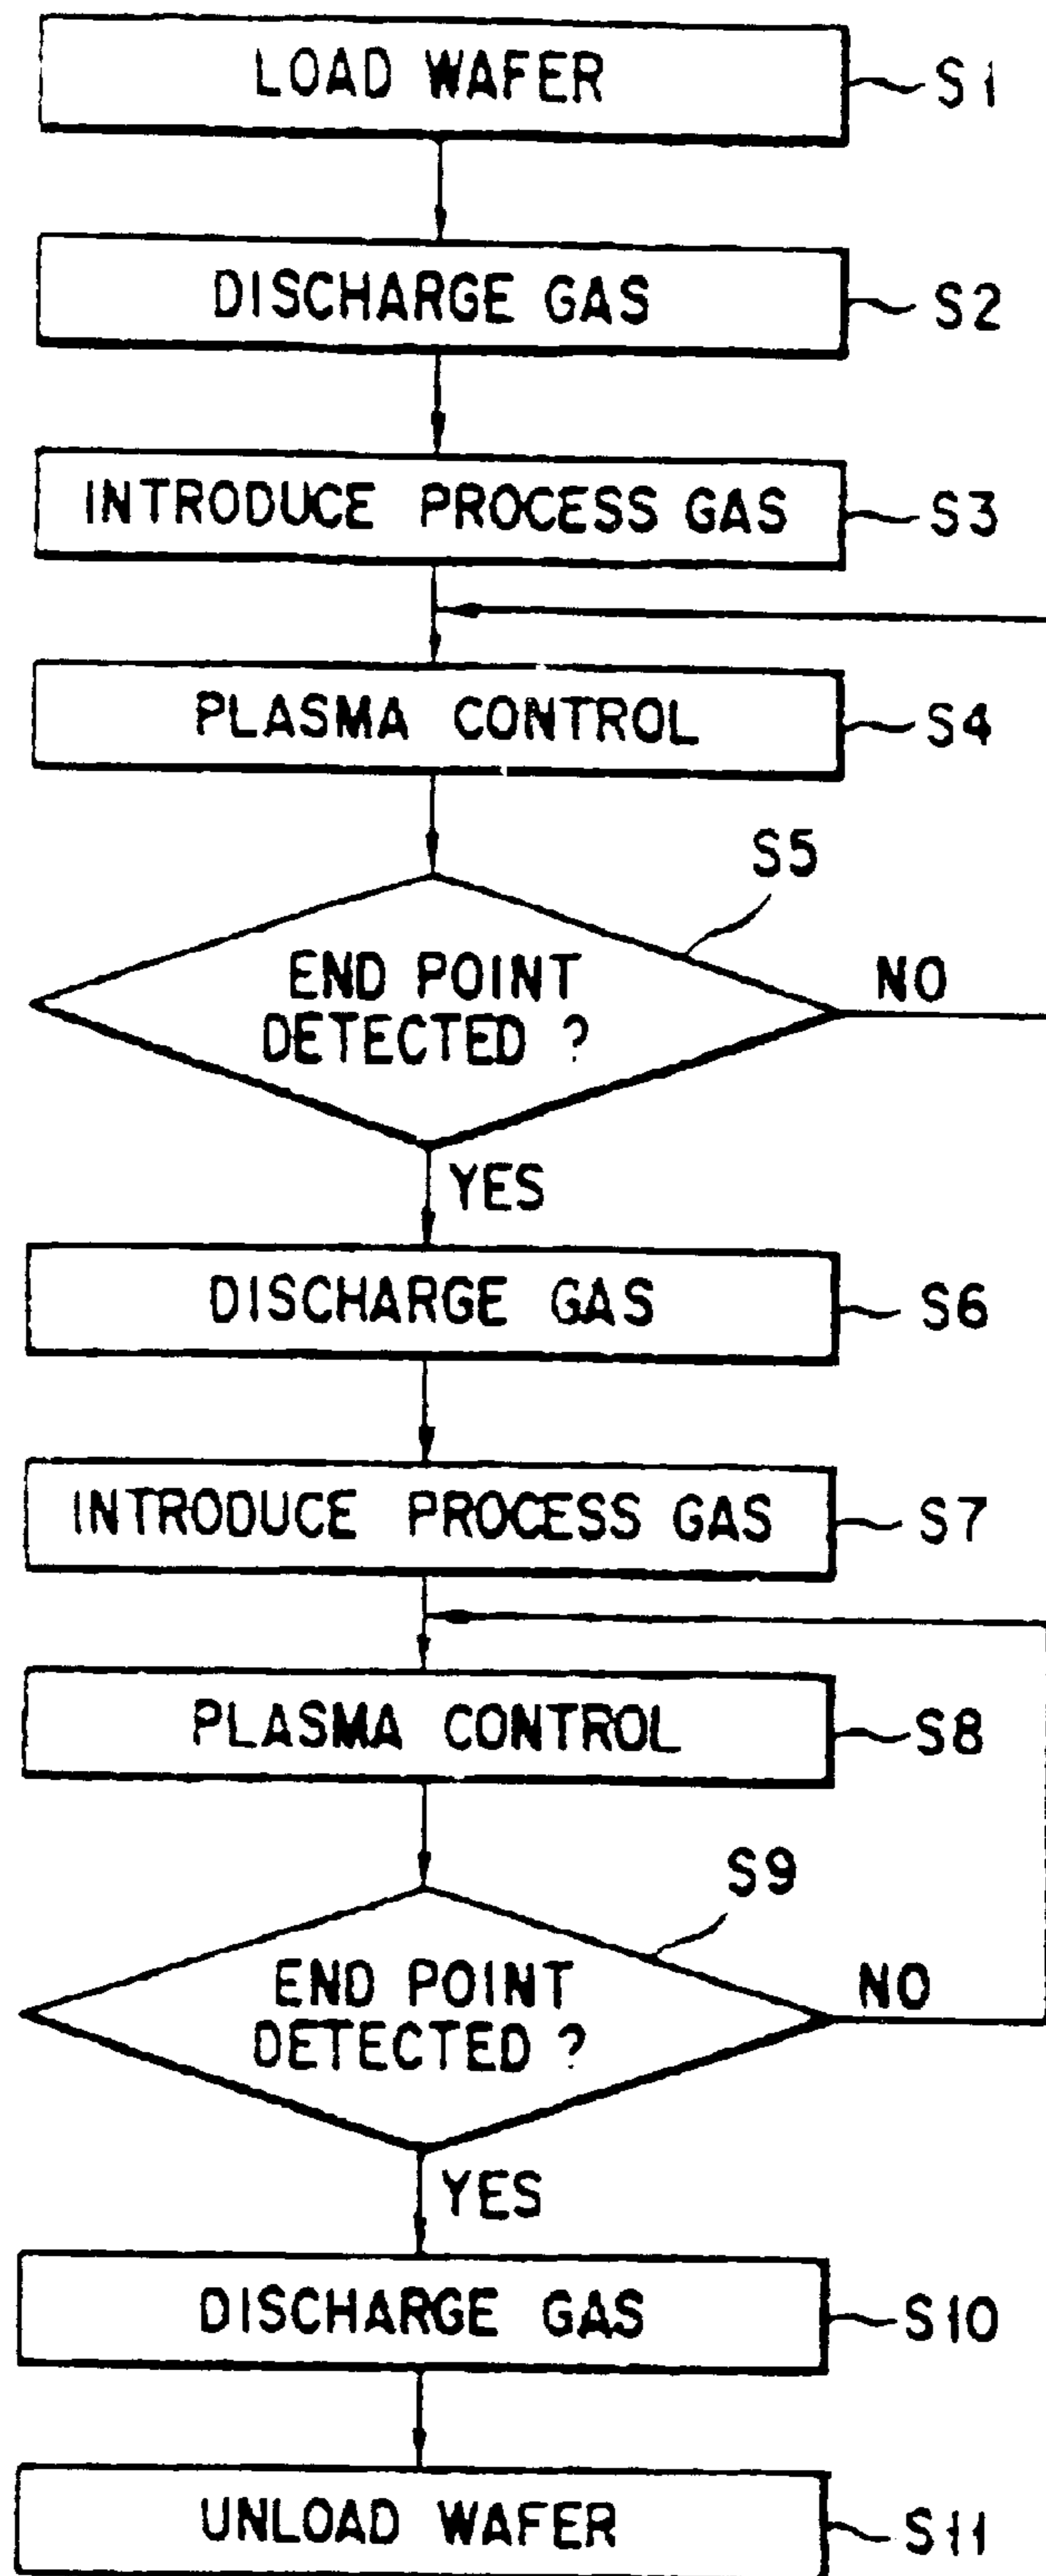 LOAD WAFER S1
DISCHARGE GAS S2
INTRODUCE PROCESS GAS S3
PLASMA CONTROL S4
S5
END POINT
DETECTED ?
NO
YES
DISCHARGE GAS S6
INTRODUCE PROCESS GAS S7
PLASMA CONTROL S8
S9
END POINT
DETECTED ?
NO
YES
DISCHARGE GAS S10
UNLOAD WAFER S11